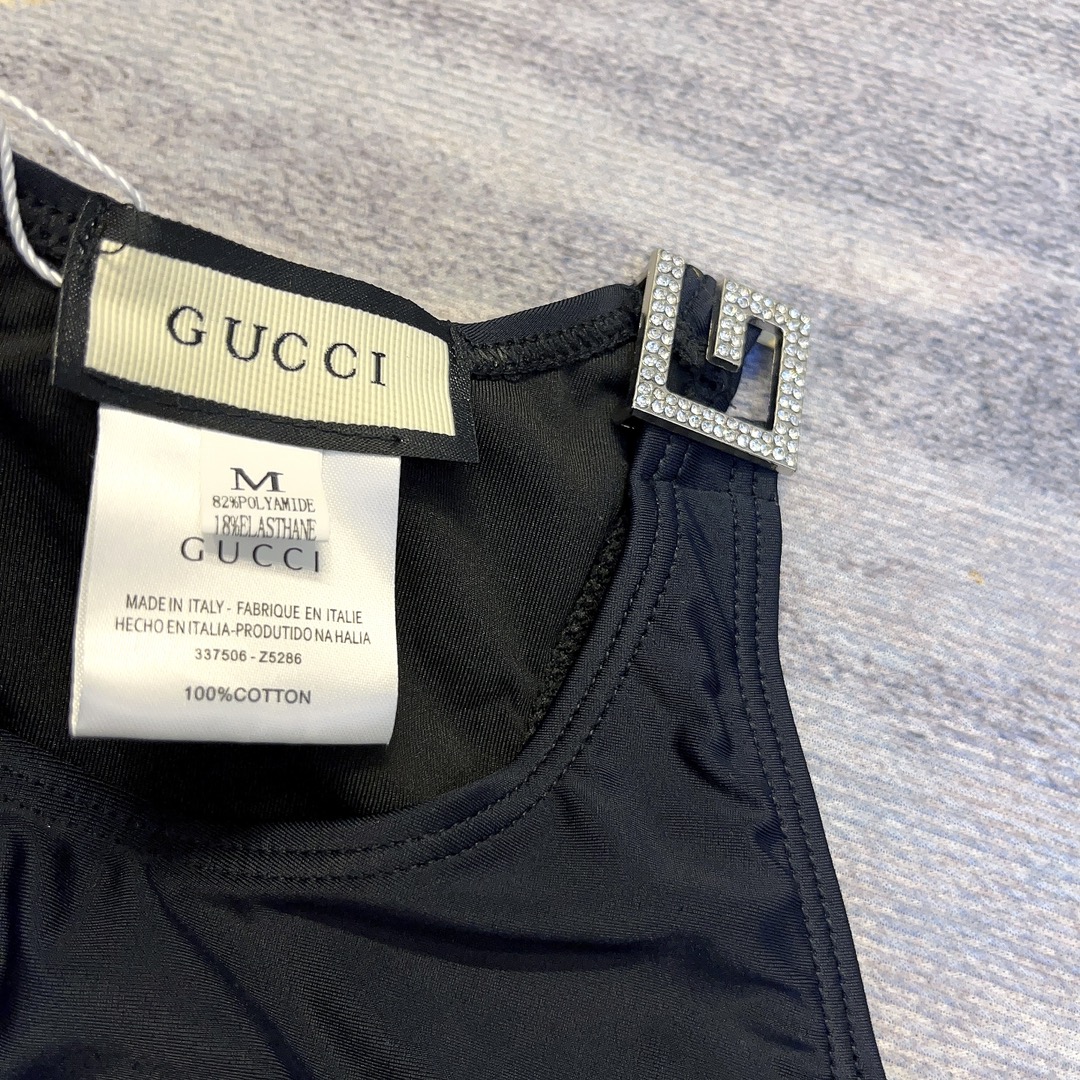 GUCCI
M
82%POLYAMIDE
18%ELASTHANE
GUCCI
MADE IN ITALY - FABRIQUE EN ITALIE
HECHO EN ITALIA-PRODUTIDO NA HALIA
337506 - Z5286
100%COTTON